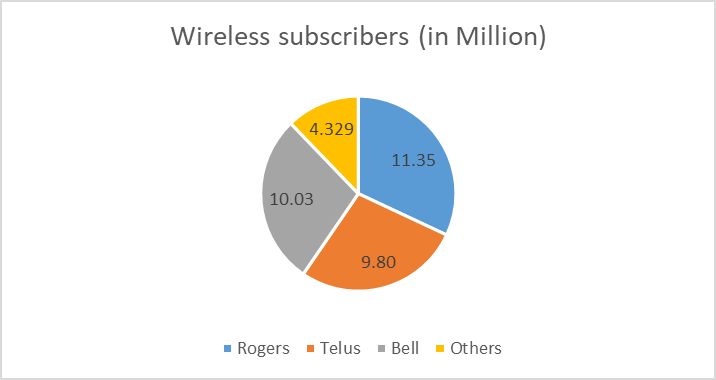 Wireless subscribers (in Million)
4.329
11.35
10.03
9.80
Rogers Telus Bell Others